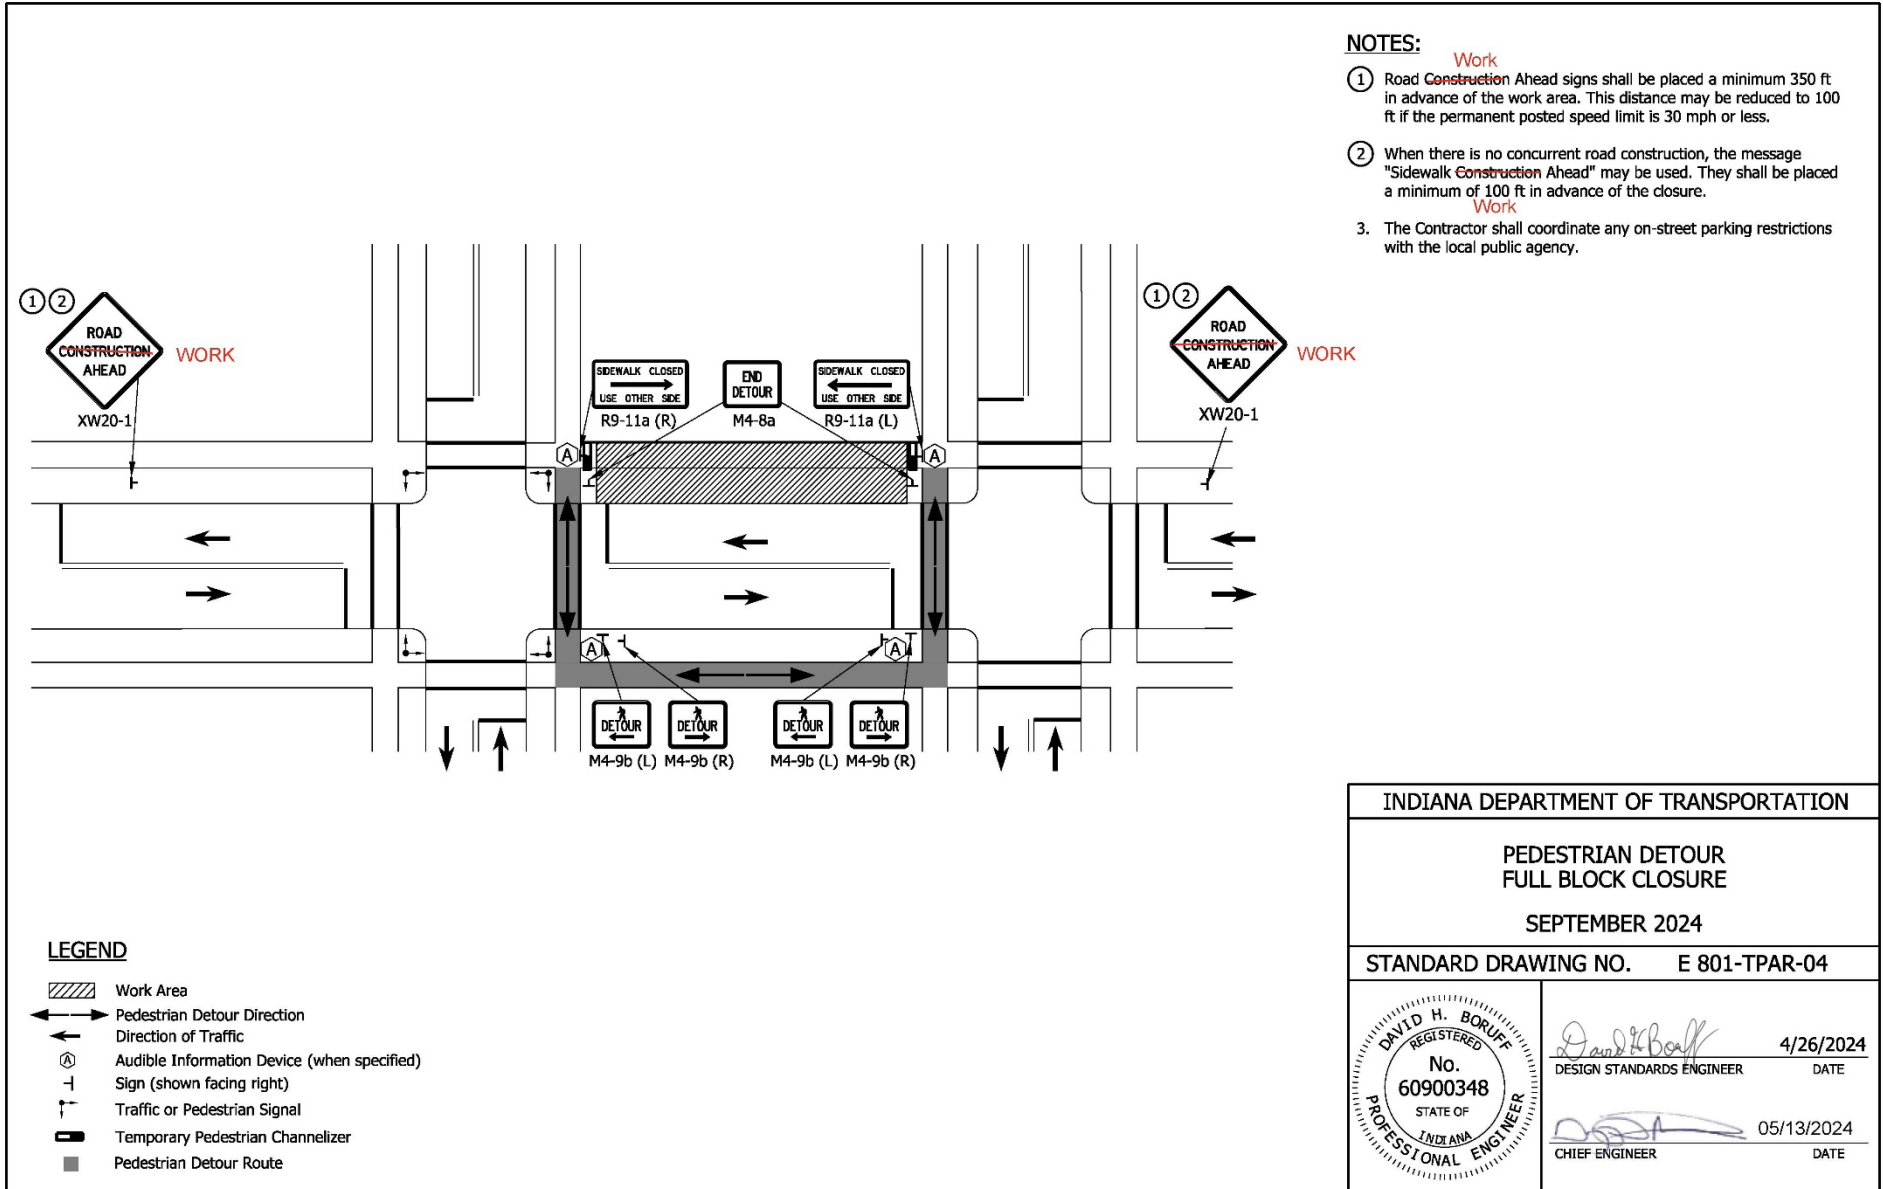 NOTES:
Work
1 Road Construction Ahead signs shall be placed a minimum 350 ft
in advance of the work area. This distance may be reduced to 100
ft if the permanent posted speed limit is 30 mph or less.
2 When there is no concurrent road construction, the message
"Sidewalk Construction Ahead" may be used. They shall be placed
a minimum of 100 ft in advance of the closure.
Work
3. The Contractor shall coordinate any on-street parking restrictions
with the local public agency.
1 2
ROAD
CONSTRUCTION
AHEAD
WORK
XW20-1
SIDEWALK CLOSED
USE OTHER SIDE
R9-11a (R)
END
DETOUR
M4-8a
SIDEWALK CLOSED
USE OTHER SIDE
R9-11a (L)
1 2
ROAD
CONSTRUCTION
AHEAD
WORK
XW20-1
A
A
A
A
DETOUR
M4-9b (L)
DETOUR
M4-9b (R)
DETOUR
M4-9b (L)
DETOUR
M4-9b (R)
LEGEND
Work Area
Pedestrian Detour Direction
Direction of Traffic
A Audible Information Device (when specified)
Sign (shown facing right)
Traffic or Pedestrian Signal
Temporary Pedestrian Channelizer
Pedestrian Detour Route
INDIANA DEPARTMENT OF TRANSPORTATION
PEDESTRIAN DETOUR
FULL BLOCK CLOSURE
SEPTEMBER 2024
STANDARD DRAWING NO. E 801-TPAR-04
DAVID H. BORUFF
REGISTERED
No.
60900348
STATE OF
INDIANA
PROFESSIONAL ENGINEER
David H Boruff
4/26/2024
DESIGN STANDARDS ENGINEER DATE
05/13/2024
CHIEF ENGINEER DATE